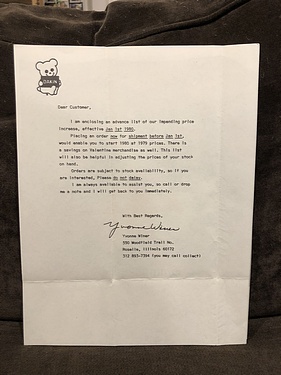 DAKIN
Dear Customer,
I am enclosing an advance list of our impending price
increase, effective Jan 1st 1980.
Placing an order now for shipment before Jan 1st,
would enable you to start 1980 at 1979 prices. There is
a savings on Valentine merchandise as well. This list
will also be helpful in adjusting the prices of your stock
on hand.
Orders are subject to stock availability, so if you
are interested, Please do not delay.
I am always available to assist you, so call or drop
me a note and I will get back to you immediately.
With Best Regards,
Yvonne Winer
Yvonne Winer
590 Woodfield Trail No.
Roselle, Illinois 60172
312 893-7364 (you may call collect)